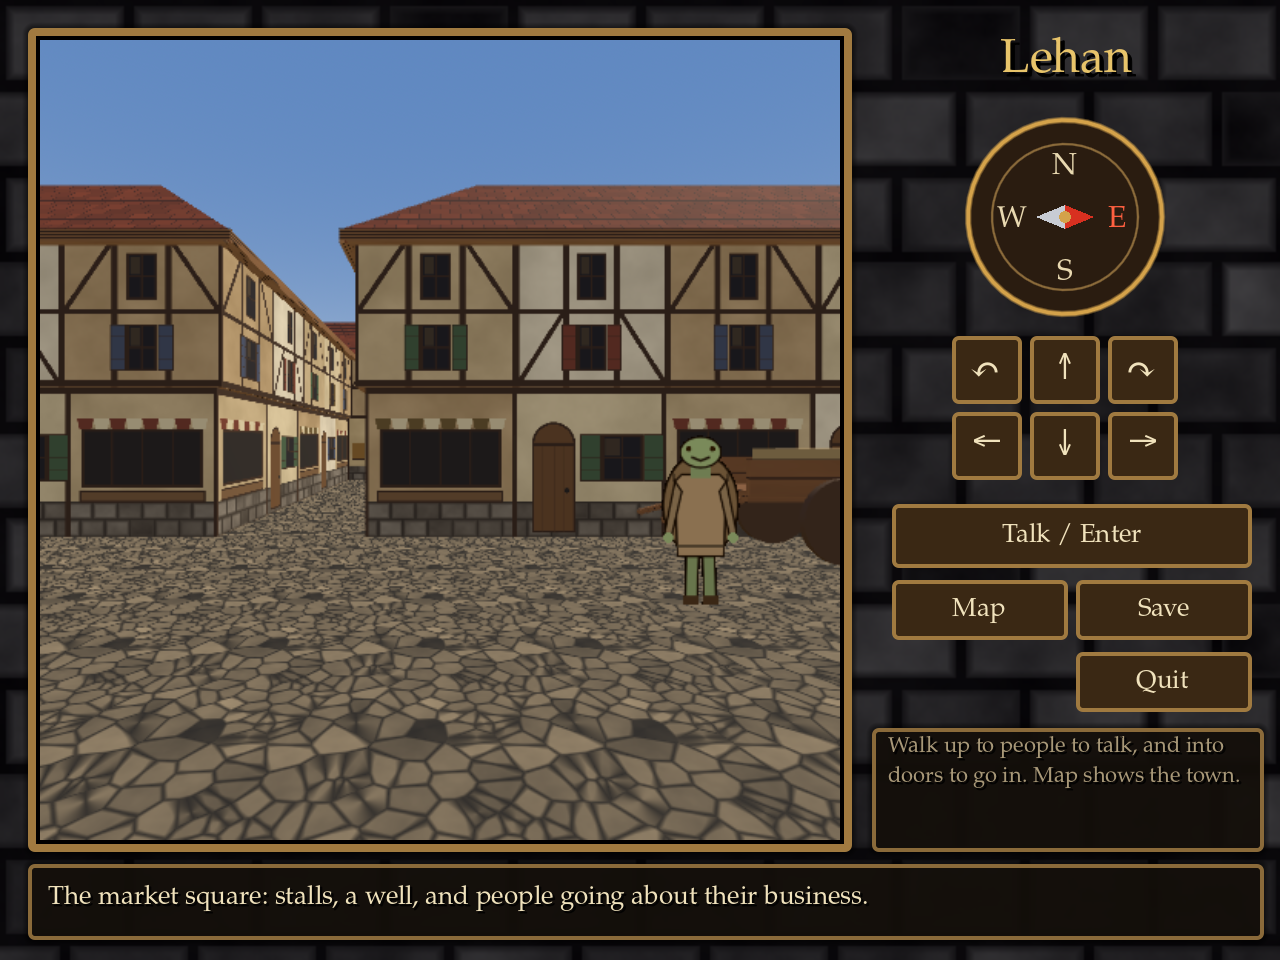 Lehan
N
W E
S
↶ ↑ ↷
← ↓ →
Talk / Enter
Map Save
Quit
Walk up to people to talk, and into
doors to go in. Map shows the town.
The market square: stalls, a well, and people going about their business.